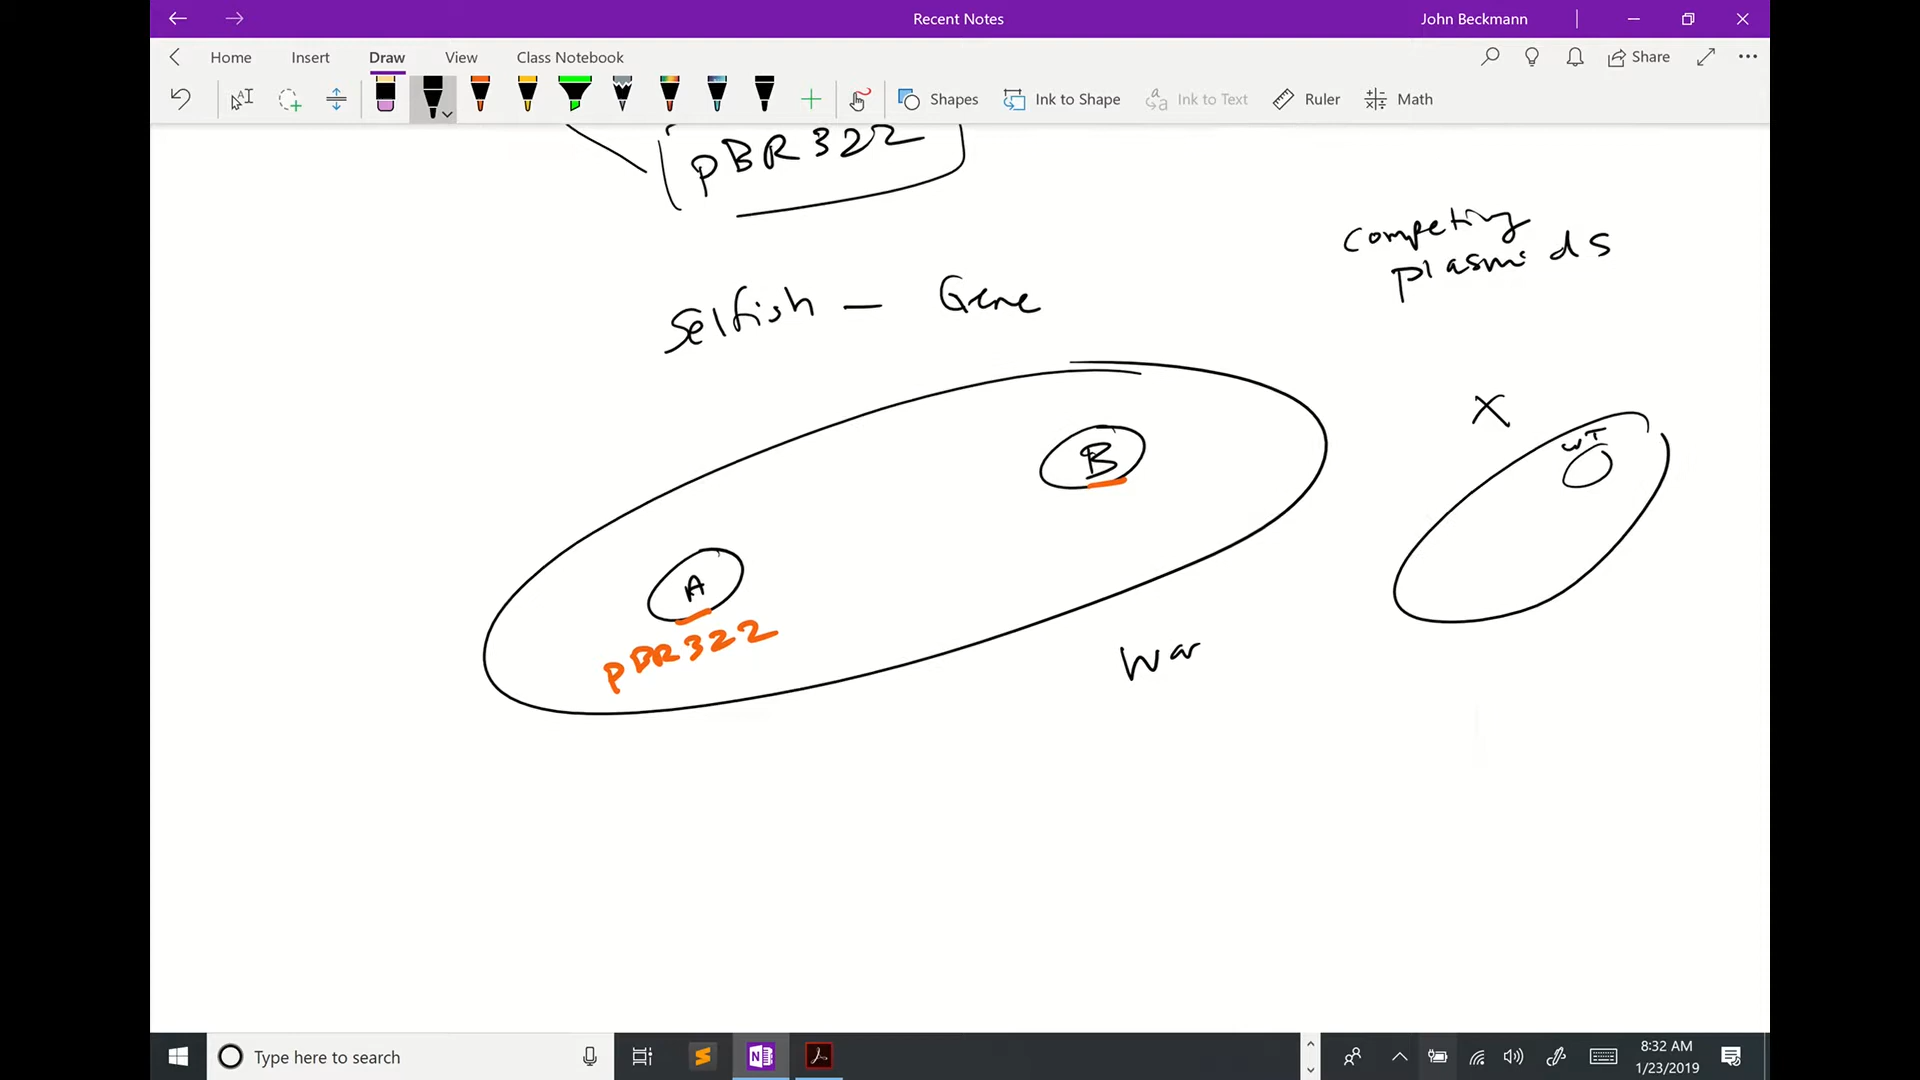 Recent Notes
John Beckmann
Home Insert Draw View Class Notebook
Share
Shapes Ink to Shape Ink to Text Ruler Math
pBR322
competing
plasmids
Selfish - Gene
X
WT
B
A
pBR322
war
Type here to search
8:32 AM
1/23/2019